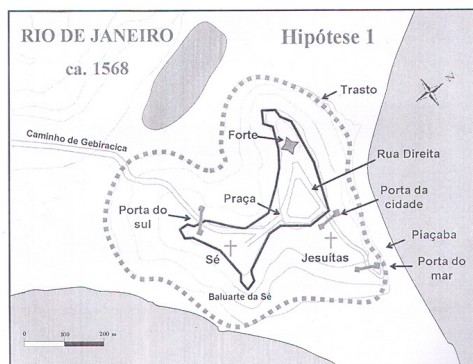 RIO DE JANEIRO
ca. 1568
Hipótese 1
Trasto
Forte
Caminho de Gebiracica
Rua Direita
Praça
Porta da
cidade
Porta do
sul
Piaçaba
Sé
Jesuítas
Porta do
mar
Baluarte da Sé
0 100 200 m